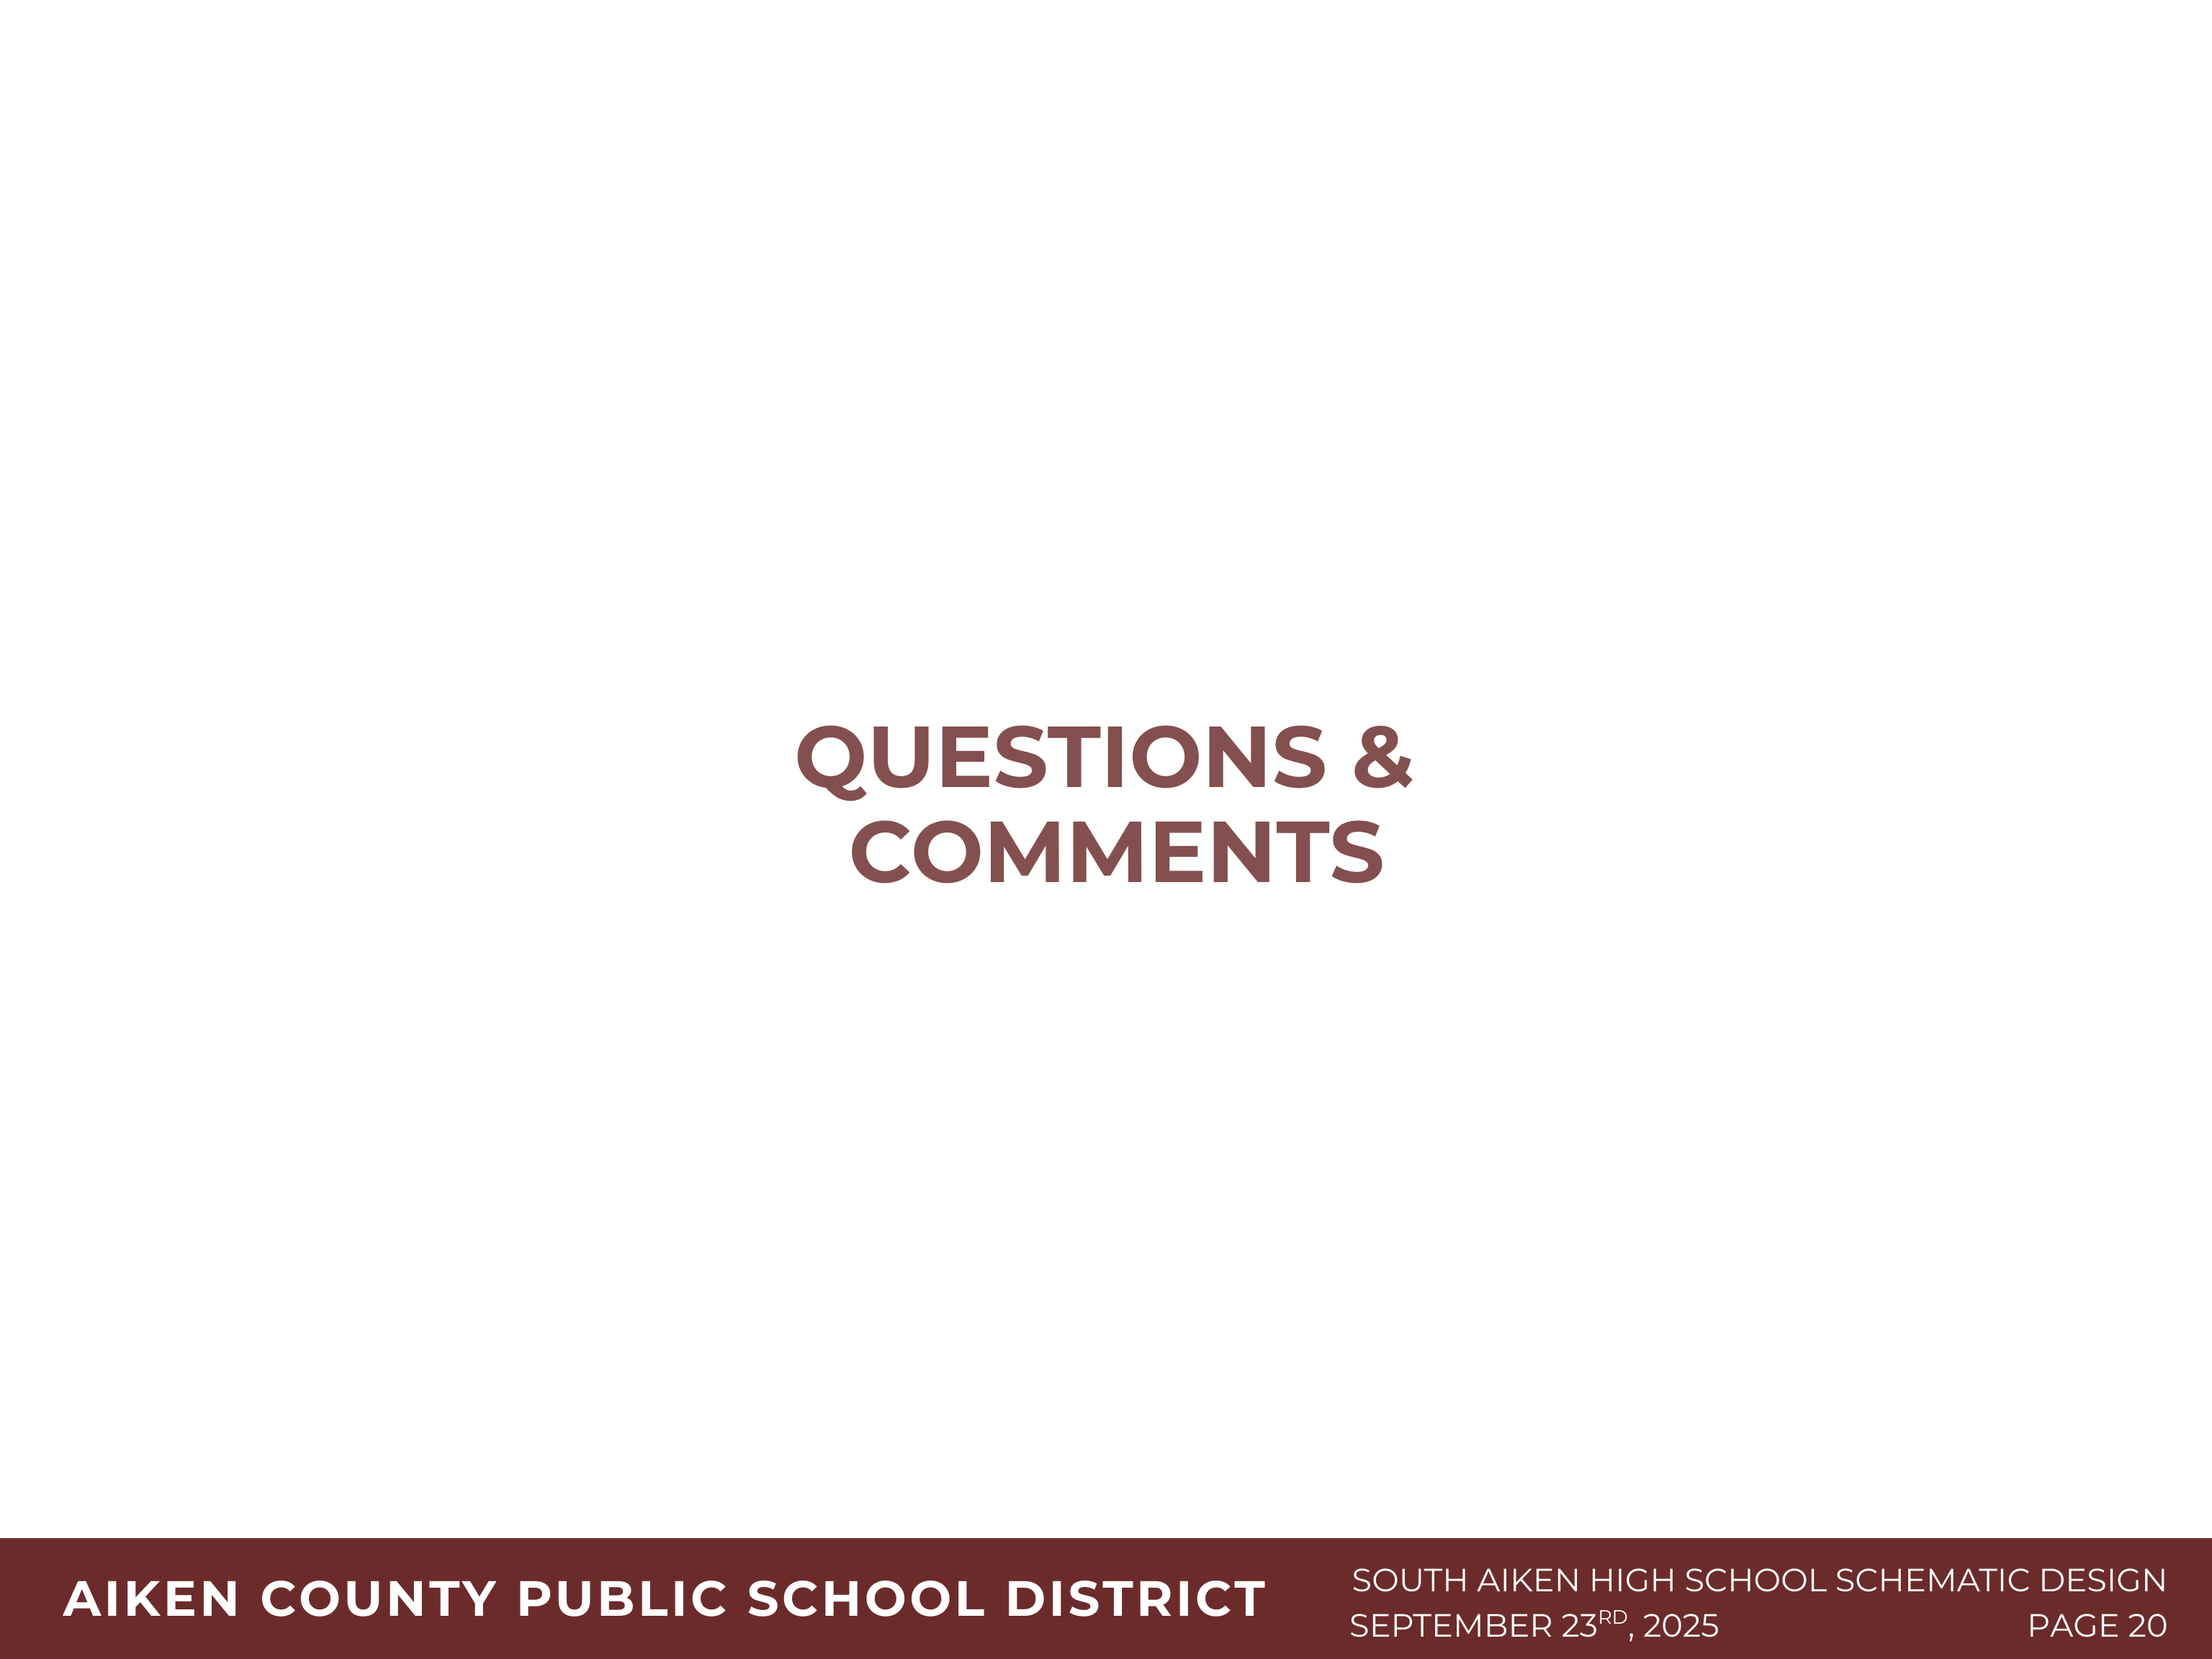 QUESTIONS &
COMMENTS
AIKEN COUNTY PUBLIC SCHOOL DISTRICT
SOUTH AIKEN HIGH SCHOOL SCHEMATIC DESIGN
SEPTEMBER 23RD, 2025 PAGE 20